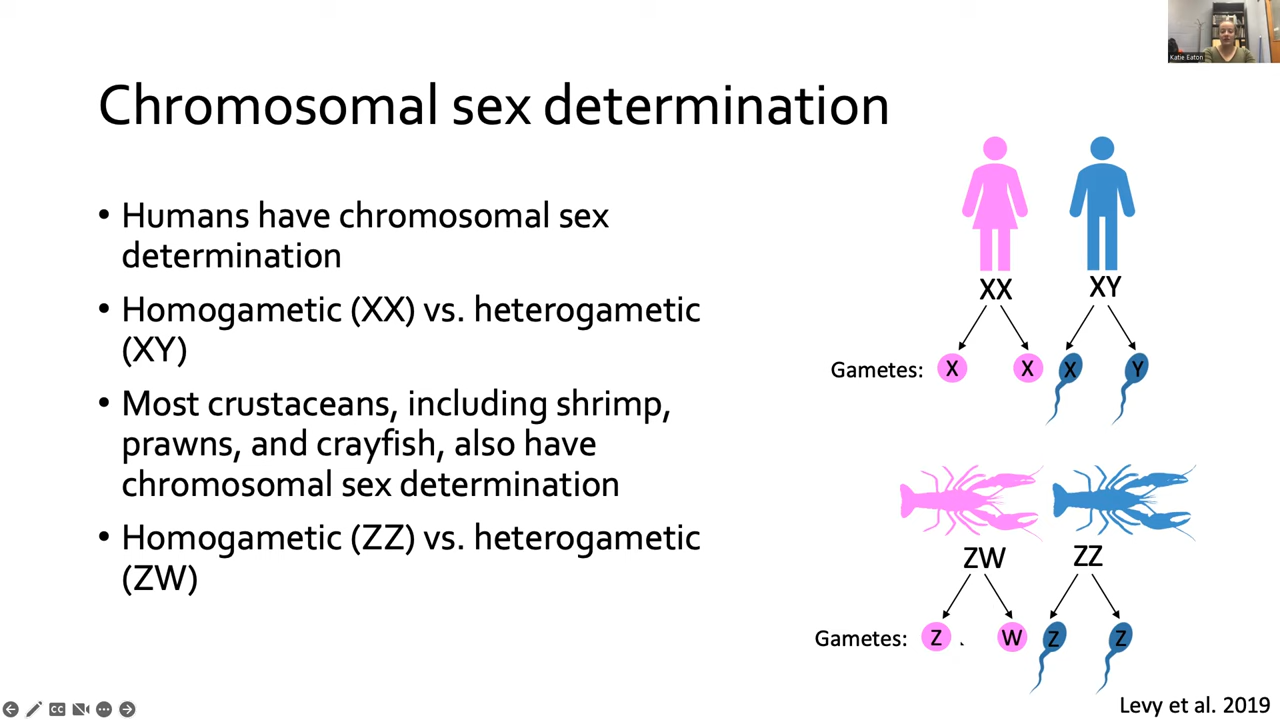 Katie Eaton
Chromosomal sex determination
• Humans have chromosomal sex
determination
• Homogametic (XX) vs. heterogametic
(XY)
• Most crustaceans, including shrimp,
prawns, and crayfish, also have
chromosomal sex determination
• Homogametic (ZZ) vs. heterogametic
(ZW)
XX XY
Gametes: X X X Y
ZW ZZ
Gametes: Z W Z Z
Levy et al. 2019
CC